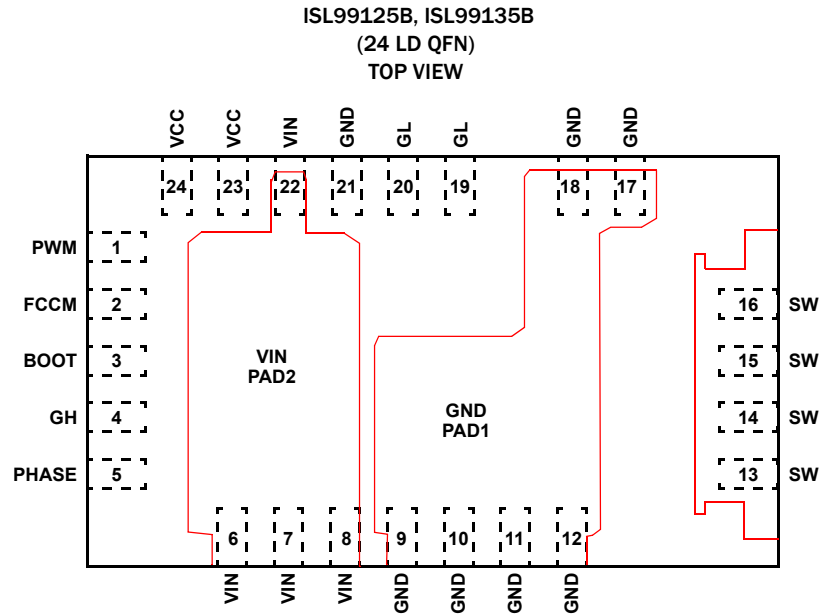 ISL99125B, ISL99135B
(24 LD QFN)
TOP VIEW
VCC VCC VIN GND GL GL GND GND
24 23 22 21 20 19 18 17
PWM 1
FCCM 2
16 SW
BOOT 3
15 SW
VIN
PAD2
GH 4
14 SW
GND
PAD1
PHASE 5
13 SW
6 7 8 9 10 11 12
VIN VIN VIN GND GND GND GND